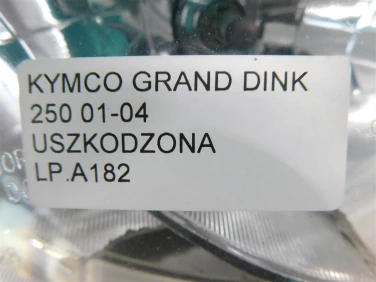 KYMCO GRAND DINK
250 01-04
USZKODZONA
LP.A182